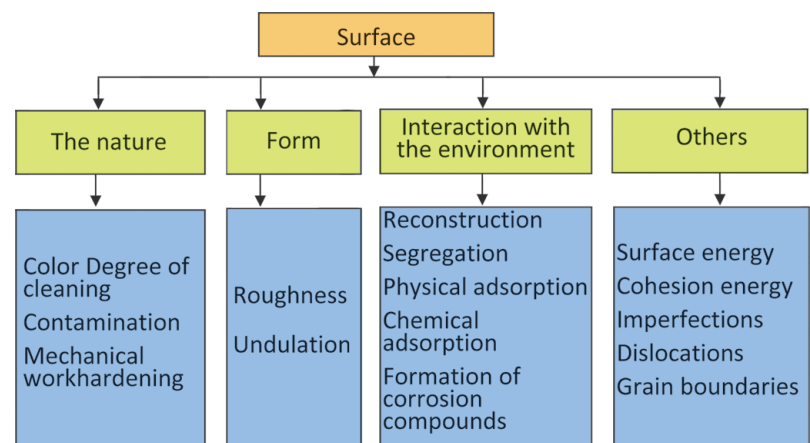 Surface
The nature
Form
Interaction with
the environment
Others
Color Degree of
cleaning
Contamination
Mechanical
workhardening
Roughness
Undulation
Reconstruction
Segregation
Physical adsorption
Chemical
adsorption
Formation of
corrosion
compounds
Surface energy
Cohesion energy
Imperfections
Dislocations
Grain boundaries